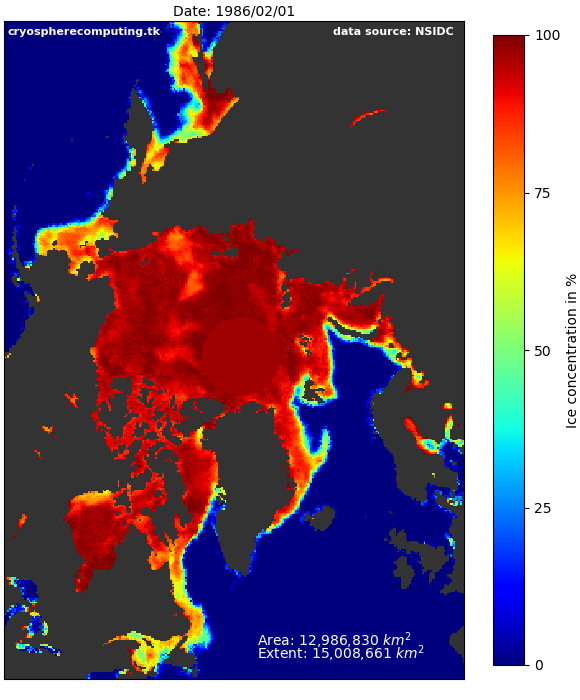 Date: 1986/02/01
cryospherecomputing.tk
data source: NSIDC
100
75
50
25
0
Ice concentration in %
Area: 12,986,830 km²
Extent: 15,008,661 km²